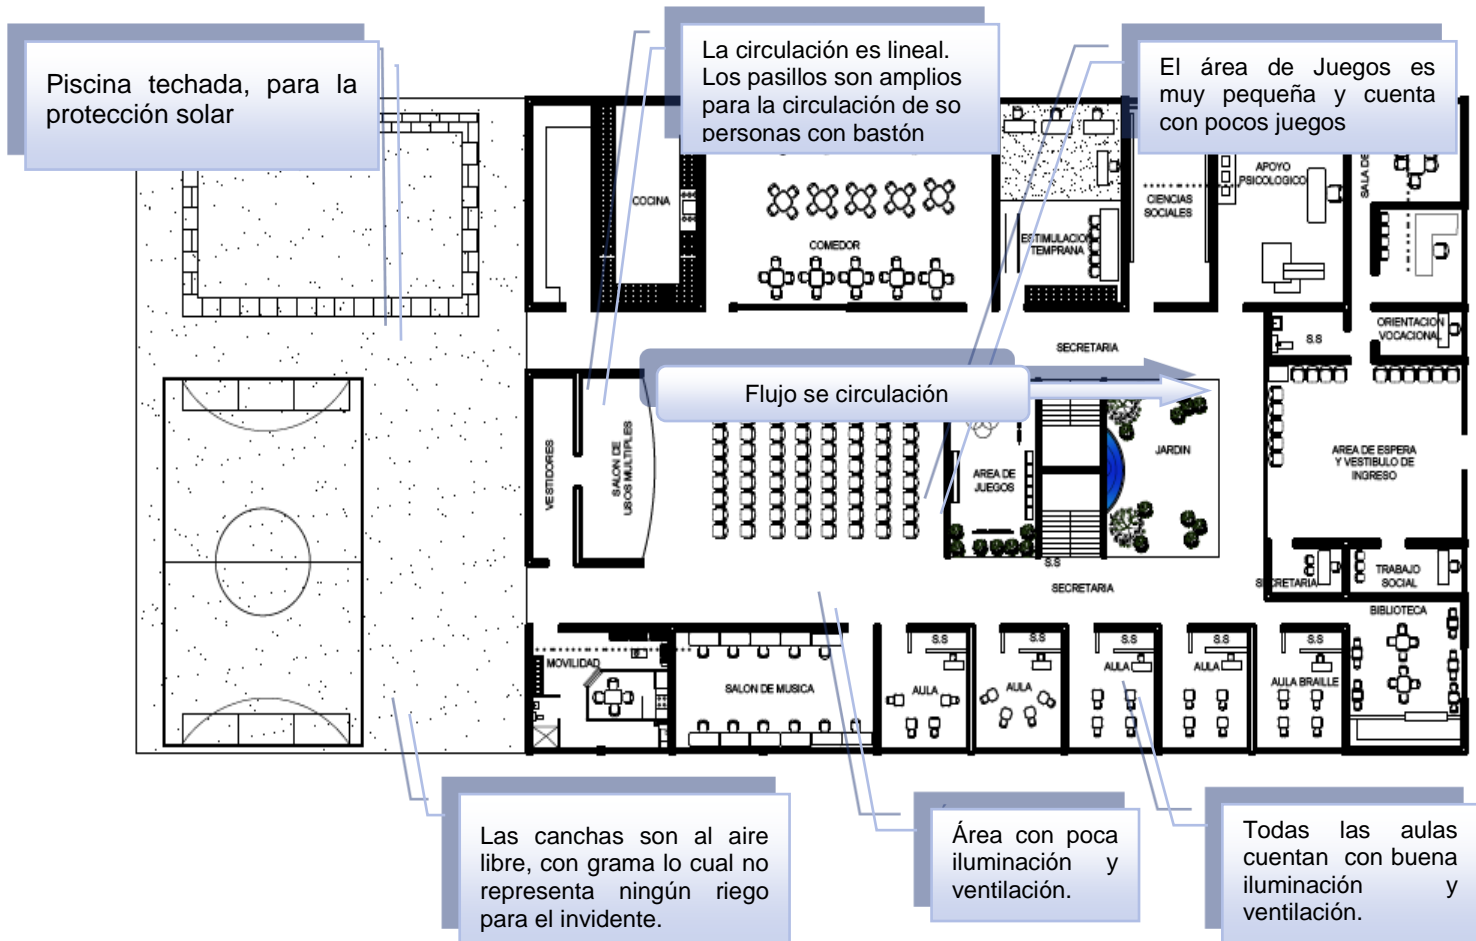 Piscina techada, para la
protección solar
La circulación es lineal.
Los pasillos son amplios
para la circulación de so
personas con bastón
El área de Juegos es
muy pequeña y cuenta
con pocos juegos
COCINA
COMEDOR
ESTIMULACION
TEMPRANA
CIENCIAS
SOCIALES
APOYO
PSICOLOGICO
SALA DE
ORIENTACION
VOCACIONAL
S.S
SECRETARIA
Flujo se circulación
VESTIDORES
SALON DE
USOS MULTIPLES
AREA DE
JUEGOS
JARDIN
AREA DE ESPERA
Y VESTIBULO DE
INGRESO
S.S
SECRETARIA
SECRETARIA
TRABAJO
SOCIAL
BIBLIOTECA
MOVILIDAD
SALON DE MUSICA
S.S
AULA
S.S
AULA
S.S
AULA
S.S
AULA
S.S
AULA BRAILLE
Las canchas son al aire
libre, con grama lo cual no
representa ningún riego
para el invidente.
Área con poca
iluminación y
ventilación.
Todas las aulas
cuentan con buena
iluminación y
ventilación.